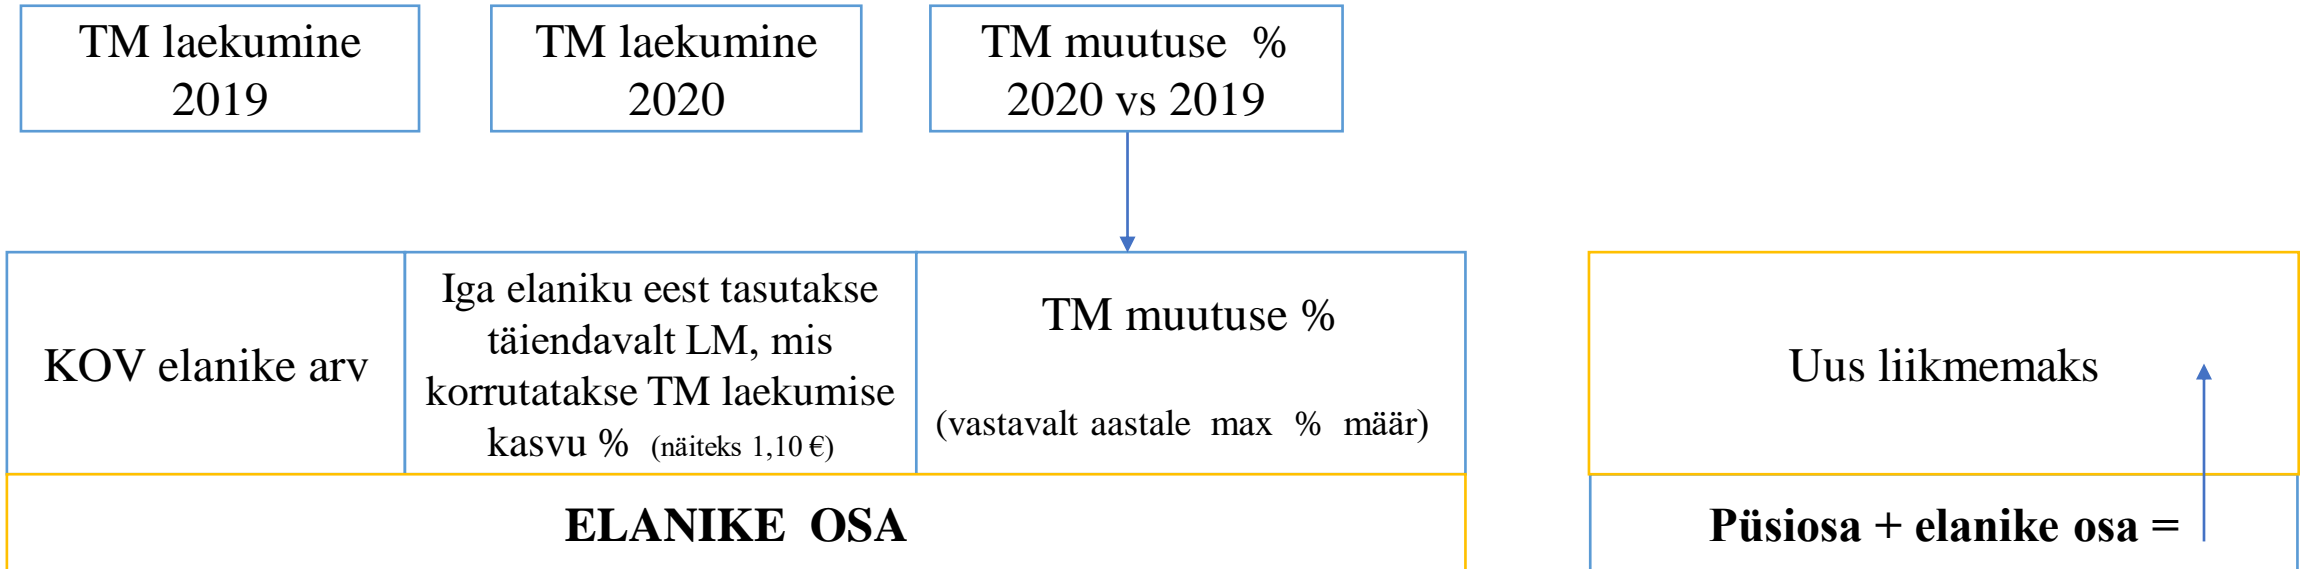 TM laekumine
2019
TM laekumine
2020
TM muutuse %
2020 vs 2019
KOV elanike arv
Iga elaniku eest tasutakse
täiendavalt LM, mis
korrutatakse TM laekumise
kasvu % (näiteks 1,10 €)
TM muutuse %
(vastavalt aastale max % määr)
Uus liikmemaks
ELANIKE OSA
Püsiosa + elanike osa =